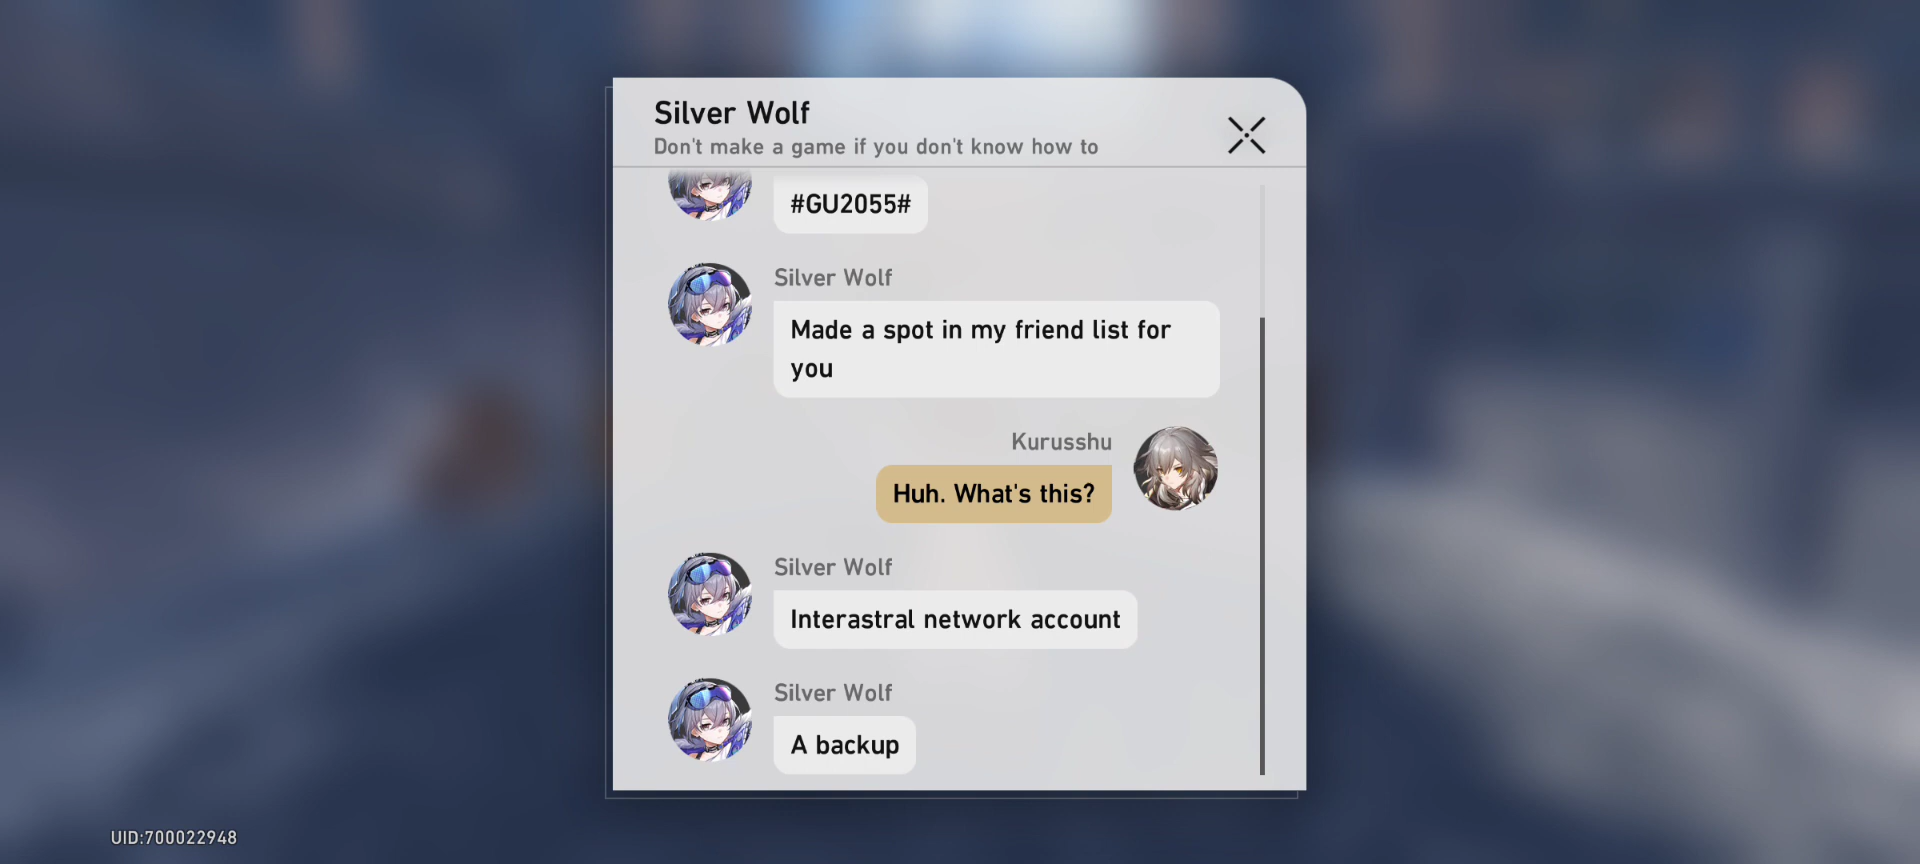 Silver Wolf
Don't make a game if you don't know how to
#GU2055#
Silver Wolf
Made a spot in my friend list for
you
Kurusshu
Huh. What's this?
Silver Wolf
Interastral network account
Silver Wolf
A backup
UID:700022948